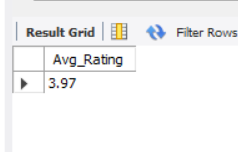 Result Grid Filter Rows
Avg_Rating
3.97